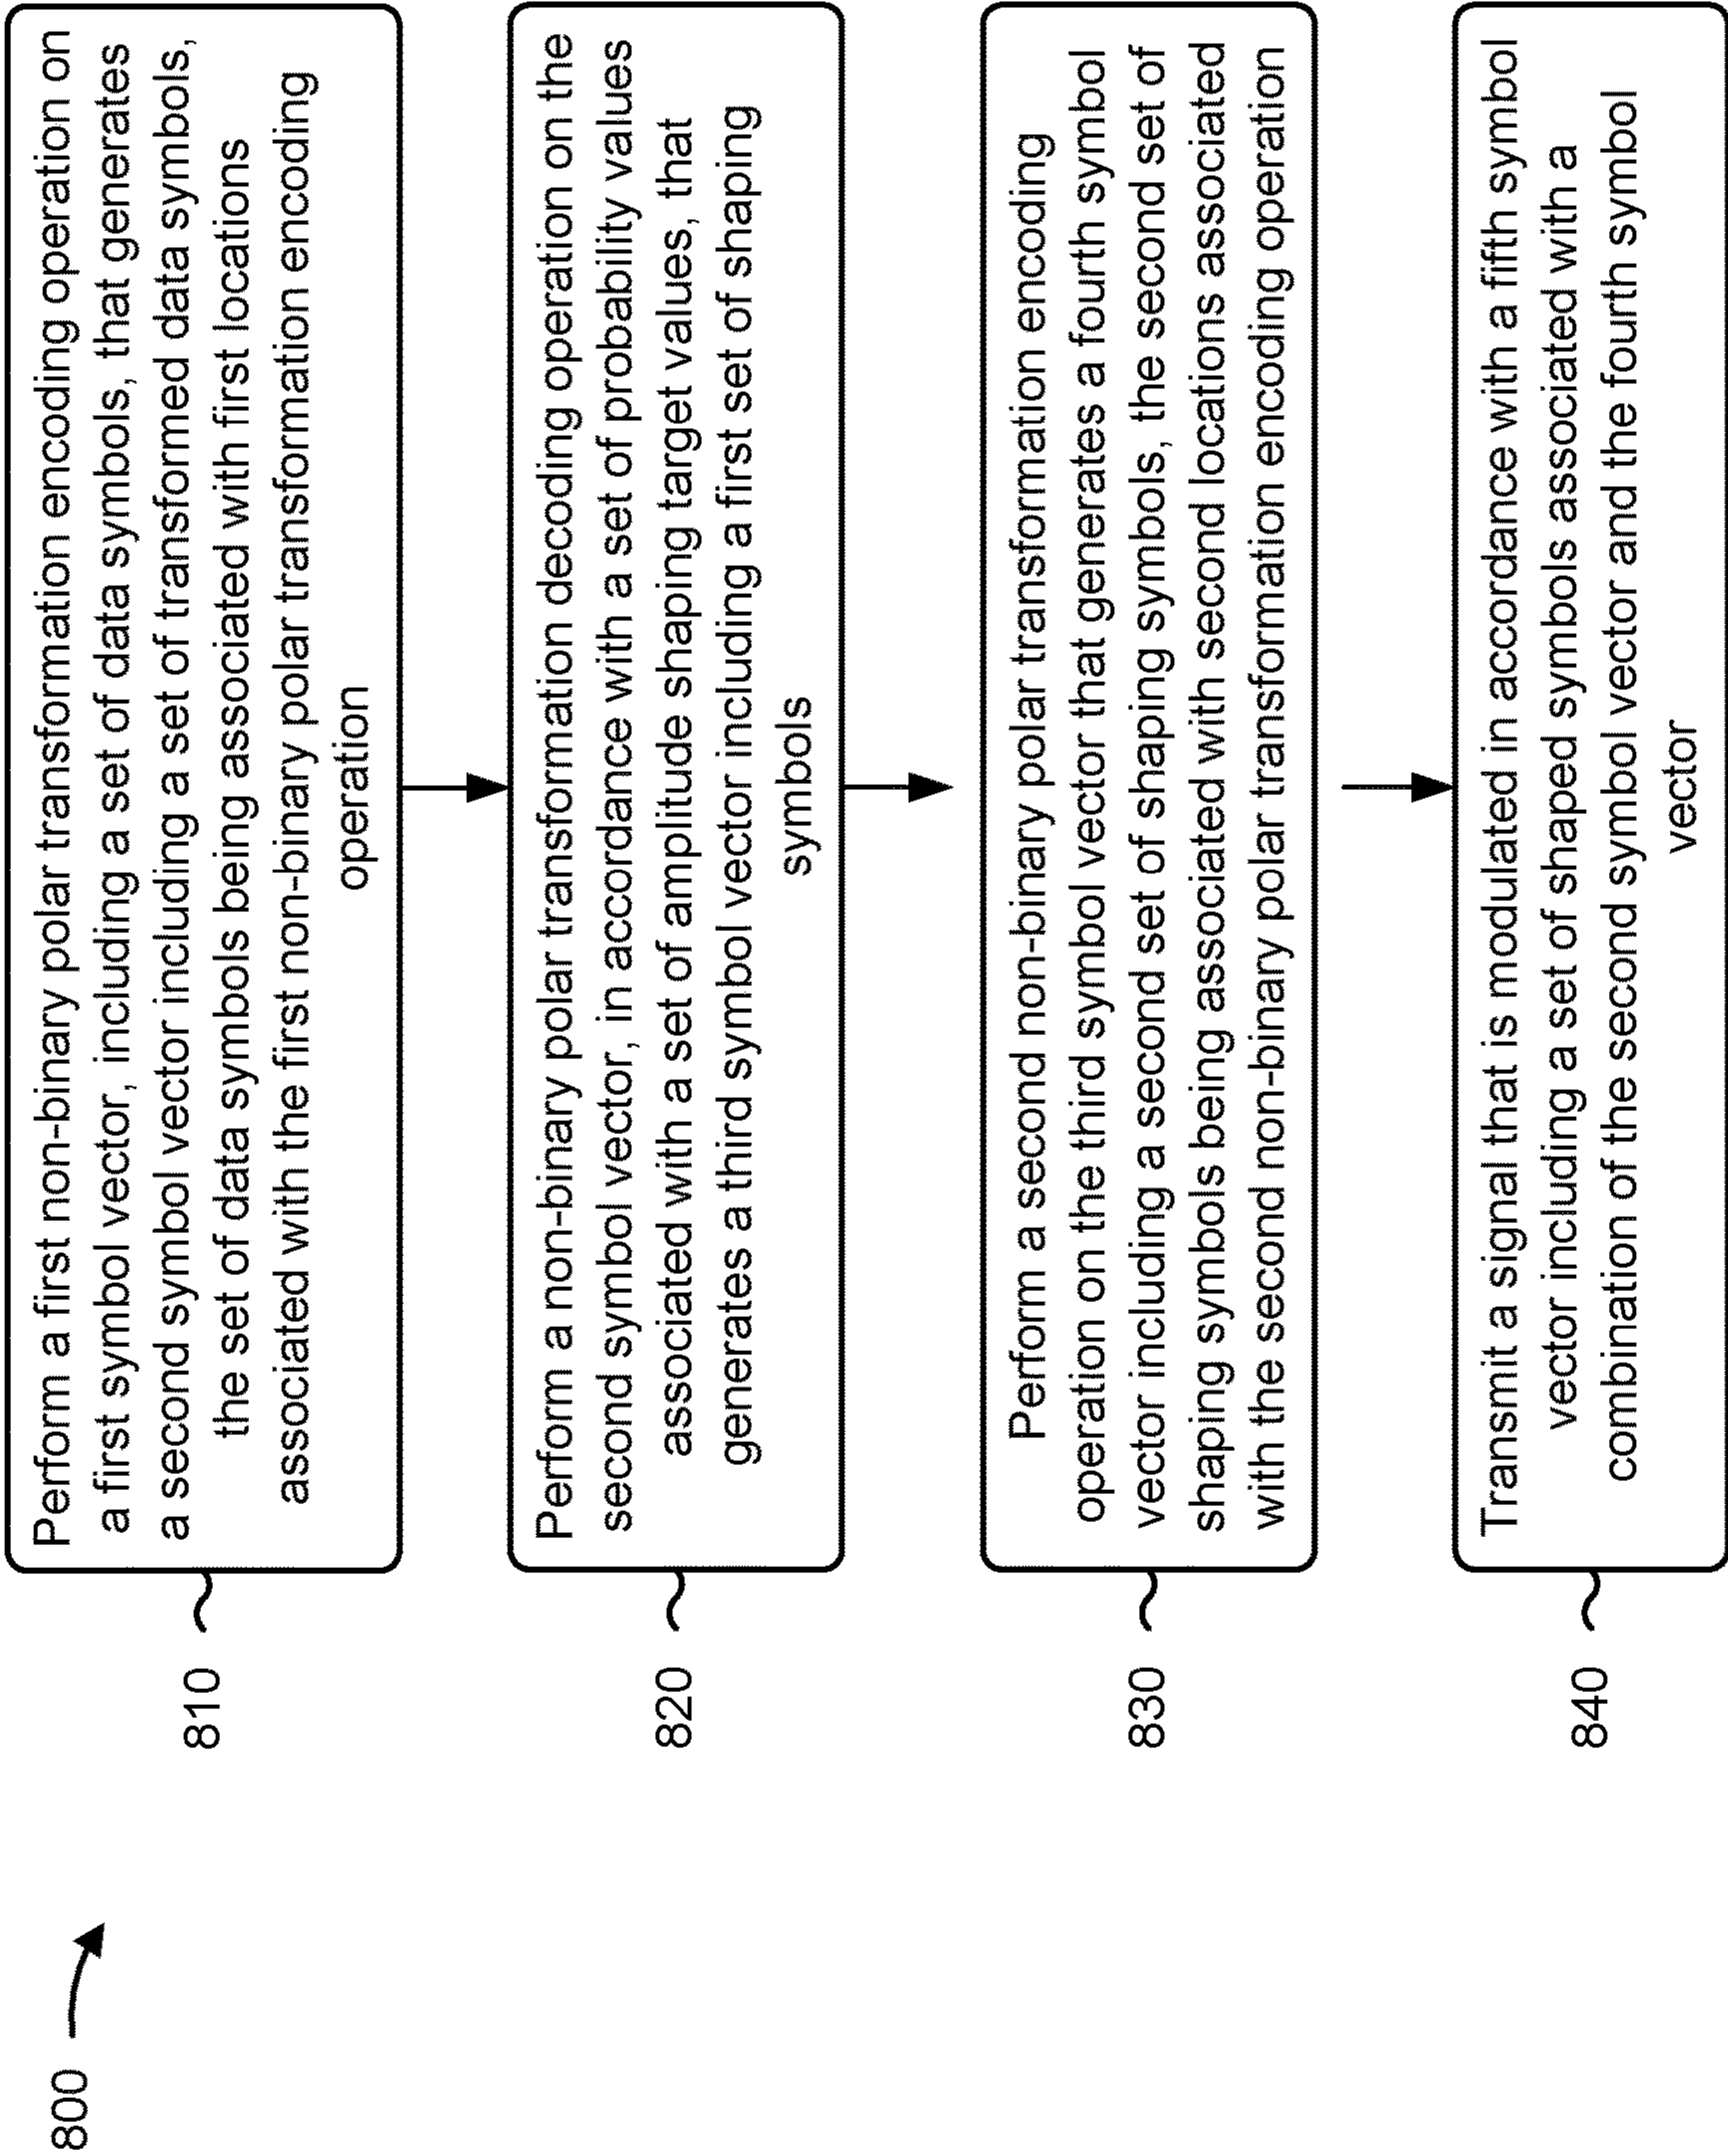 800
810
Perform a first non-binary polar transformation encoding operation on
a first symbol vector, including a set of data symbols, that generates
a second symbol vector including a set of transformed data symbols,
the set of data symbols being associated with first locations
associated with the first non-binary polar transformation encoding
operation
820
Perform a non-binary polar transformation decoding operation on the
second symbol vector, in accordance with a set of probability values
associated with a set of amplitude shaping target values, that
generates a third symbol vector including a first set of shaping
symbols
830
Perform a second non-binary polar transformation encoding
operation on the third symbol vector that generates a fourth symbol
vector including a second set of shaping symbols, the second set of
shaping symbols being associated with second locations associated
with the second non-binary polar transformation encoding operation
840
Transmit a signal that is modulated in accordance with a fifth symbol
vector including a set of shaped symbols associated with a
combination of the second symbol vector and the fourth symbol
vector